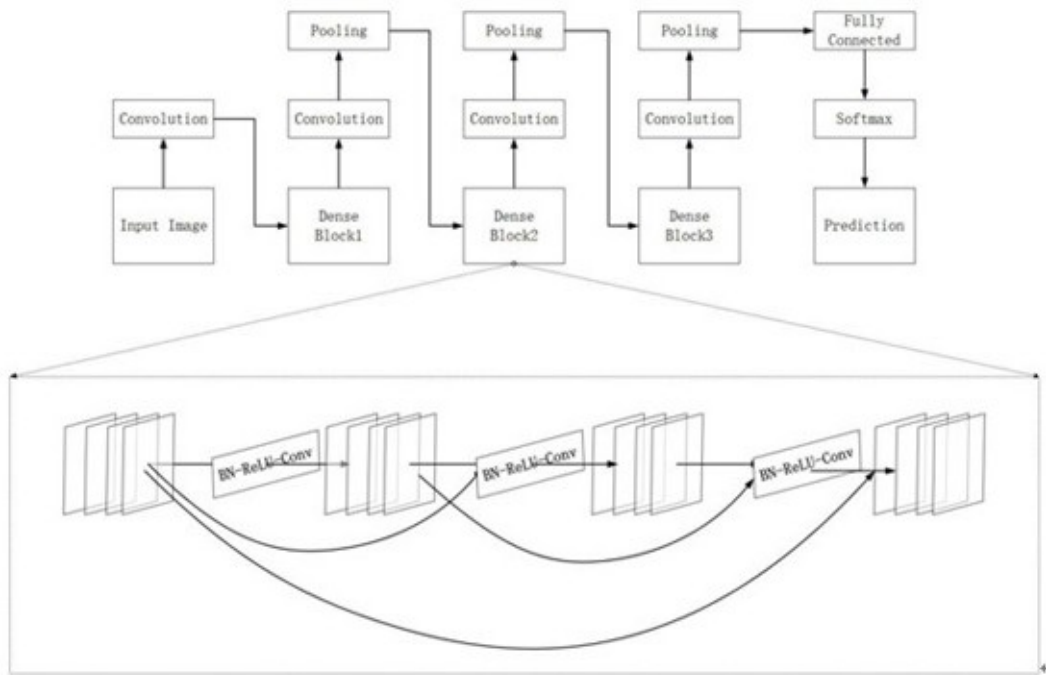 Pooling
Pooling
Pooling
Fully
Connected
Convolution
Convolution
Convolution
Convolution
Softmax
Input Image
Dense
Block1
Dense
Block2
Dense
Block3
Prediction
BN-ReLU-Conv
BN-ReLU-Conv
BN-ReLU-Conv